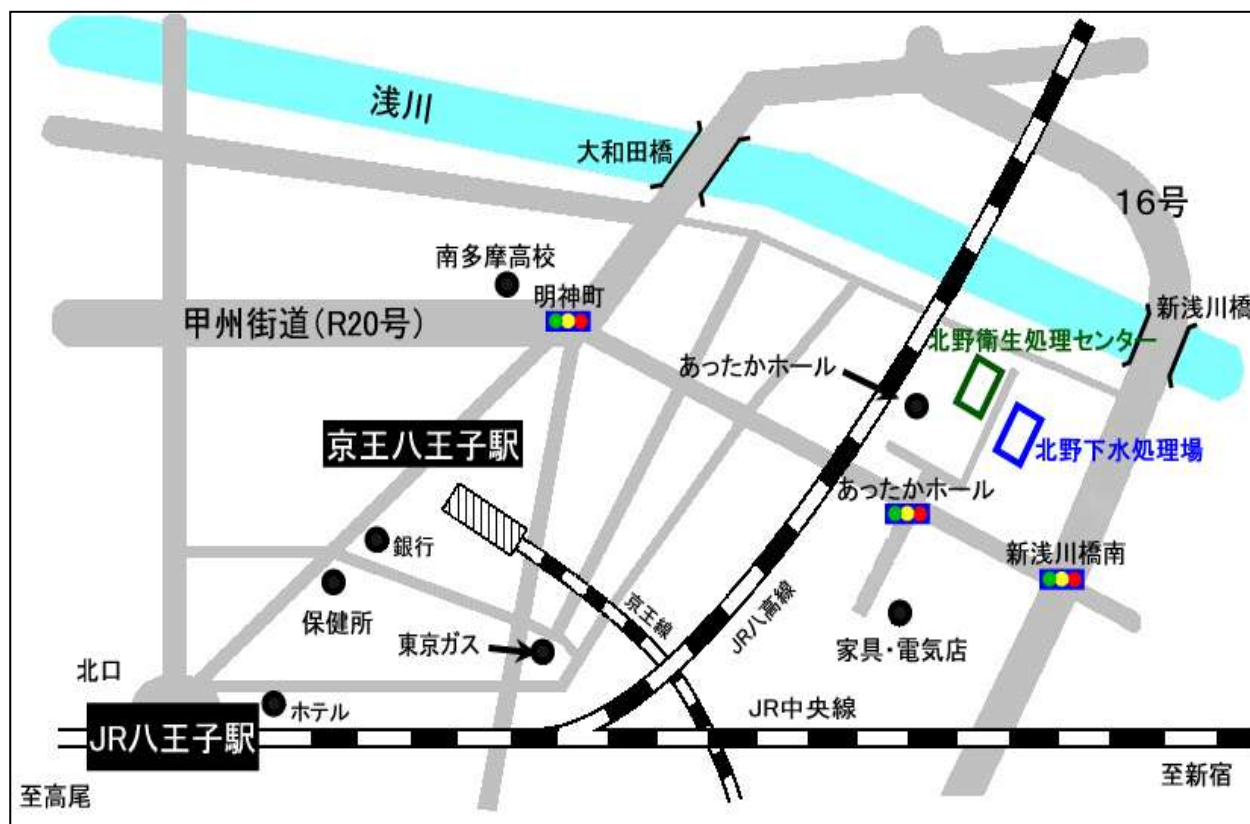 浅川
大和田橋
16号
南多摩高校
明神町
新浅川橋
甲州街道(R20号)
北野衛生処理センター
あったかホール
京王八王子駅
北野下水処理場
あったかホール
銀行
新浅川橋南
保健所
京王線
JR八高線
東京ガス
家具・電気店
北口
ホテル
JR中央線
JR八王子駅
至新宿
至高尾